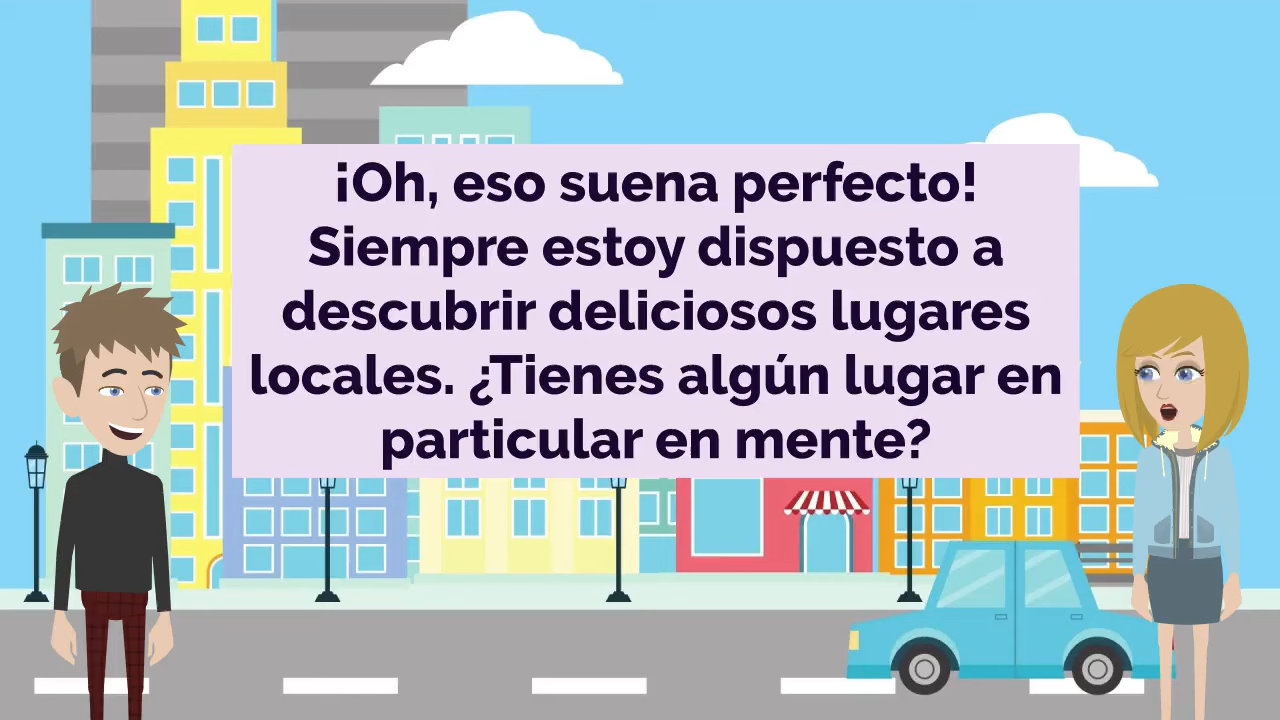 ¡Oh, eso suena perfecto!
Siempre estoy dispuesto a
descubrir deliciosos lugares
locales. ¿Tienes algún lugar en
particular en mente?